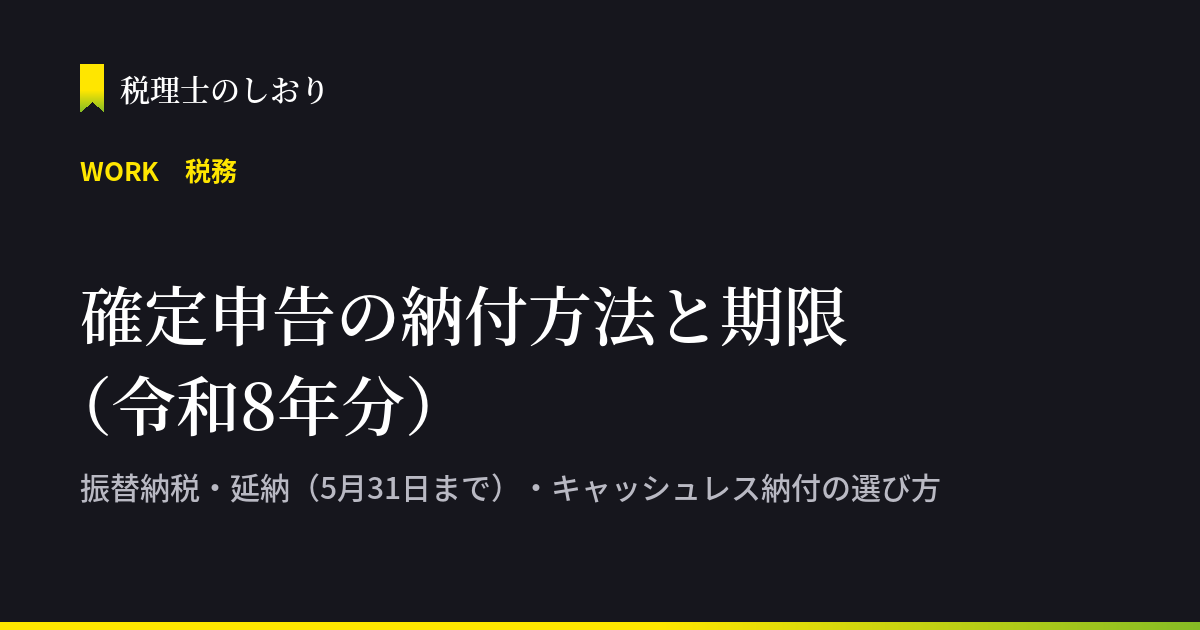 税理士のしおり
WORK　税務
確定申告の納付方法と期限
（令和8年分）
振替納税・延納（5月31日まで）・キャッシュレス納付の選び方